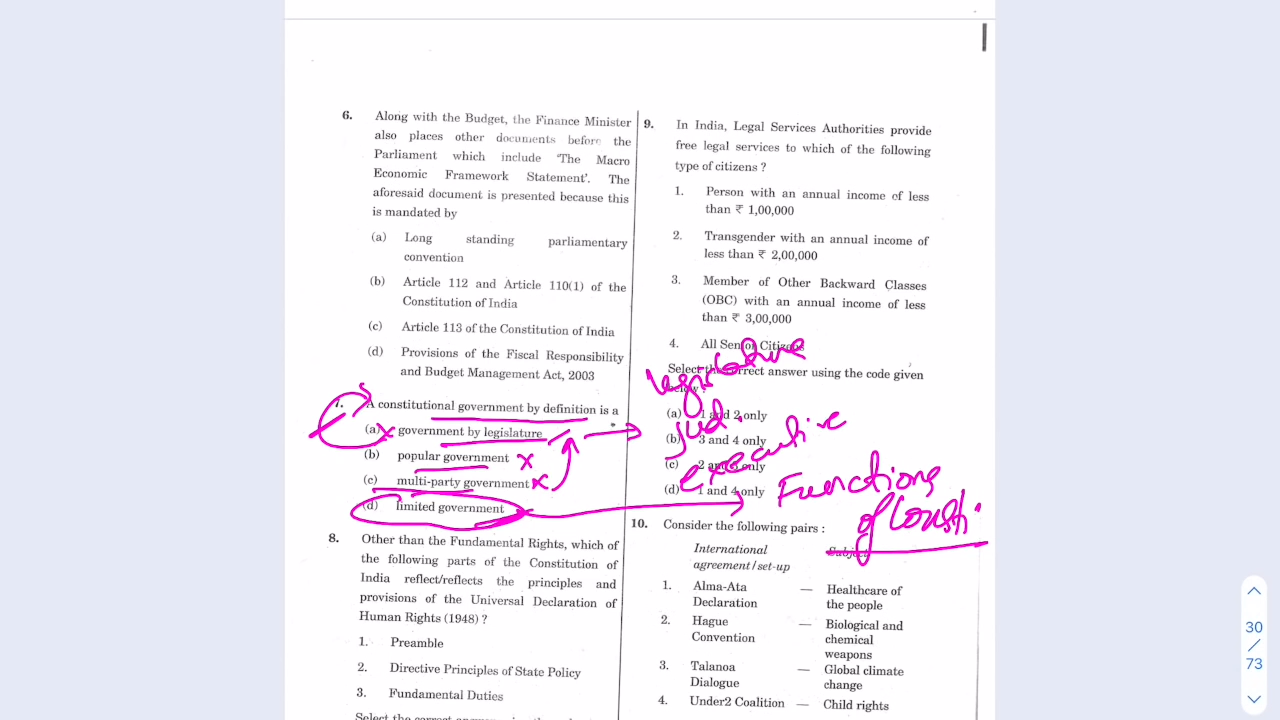 6. Along with the Budget, the Finance Minister
also places other documents before the
Parliament which include 'The Macro
Economic Framework Statement'. The
aforesaid document is presented because this
is mandated by
(a) Long standing parliamentary
convention
(b) Article 112 and Article 110(1) of the
Constitution of India
(c) Article 113 of the Constitution of India
(d) Provisions of the Fiscal Responsibility
and Budget Management Act, 2003
7. A constitutional government by definition is a
(a) government by legislature
(b) popular government
(c) multi-party government
(d) limited government
8. Other than the Fundamental Rights, which of
the following parts of the Constitution of
India reflect/reflects the principles and
provisions of the Universal Declaration of
Human Rights (1948) ?
1. Preamble
2. Directive Principles of State Policy
3. Fundamental Duties
Select the correct answer using the code
9. In India, Legal Services Authorities provide
free legal services to which of the following
type of citizens ?
1. Person with an annual income of less
than ₹ 1,00,000
2. Transgender with an annual income of
less than ₹ 2,00,000
3. Member of Other Backward Classes
(OBC) with an annual income of less
than ₹ 3,00,000
4. All Senior Citizens
Select the correct answer using the code given
below ?
(a) 1 and 2 only
(b) 3 and 4 only
(c) 2 and only
(d) 1 and 4 only
legislature
jud.
executive
Functions
of Consti.
10. Consider the following pairs :
International
agreement / set-up
Subject
1. Alma-Ata
Declaration
— Healthcare of
the people
2. Hague
Convention
— Biological and
chemical
weapons
3. Talanoa
Dialogue
— Global climate
change
4. Under2 Coalition — Child rights
30
/
73